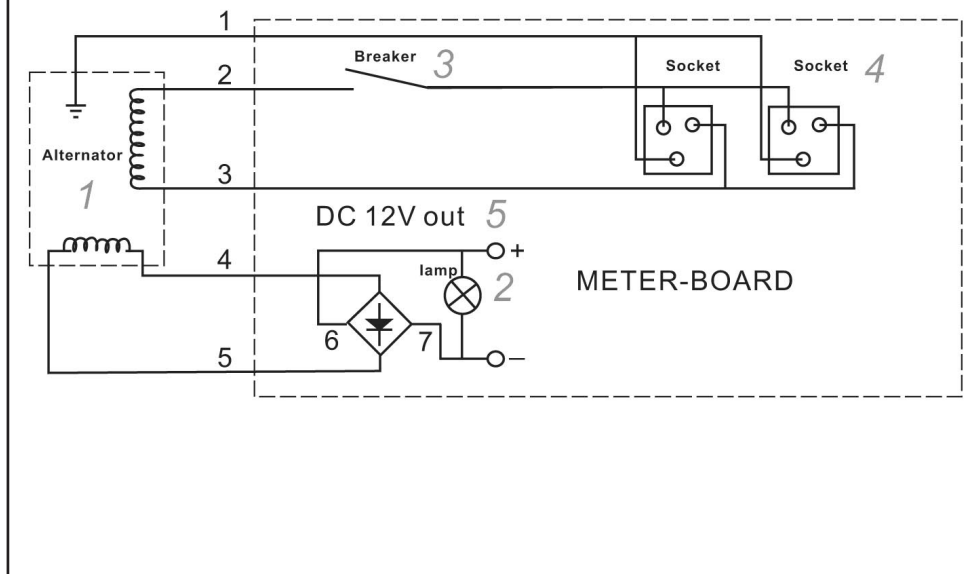 1
Breaker 3
2
Socket
Socket 4
Alternator
1
3
DC 12V out 5
+
4
lamp
2
METER-BOARD
6
7
5
–